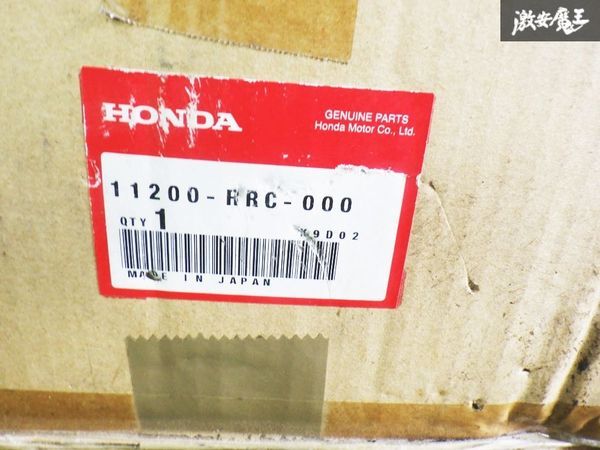 激安魔王
HONDA
GENUINE PARTS
Honda Motor Co., Ltd.
11200-RRC-000
QTY 1
X9D02
MADE IN JAPAN